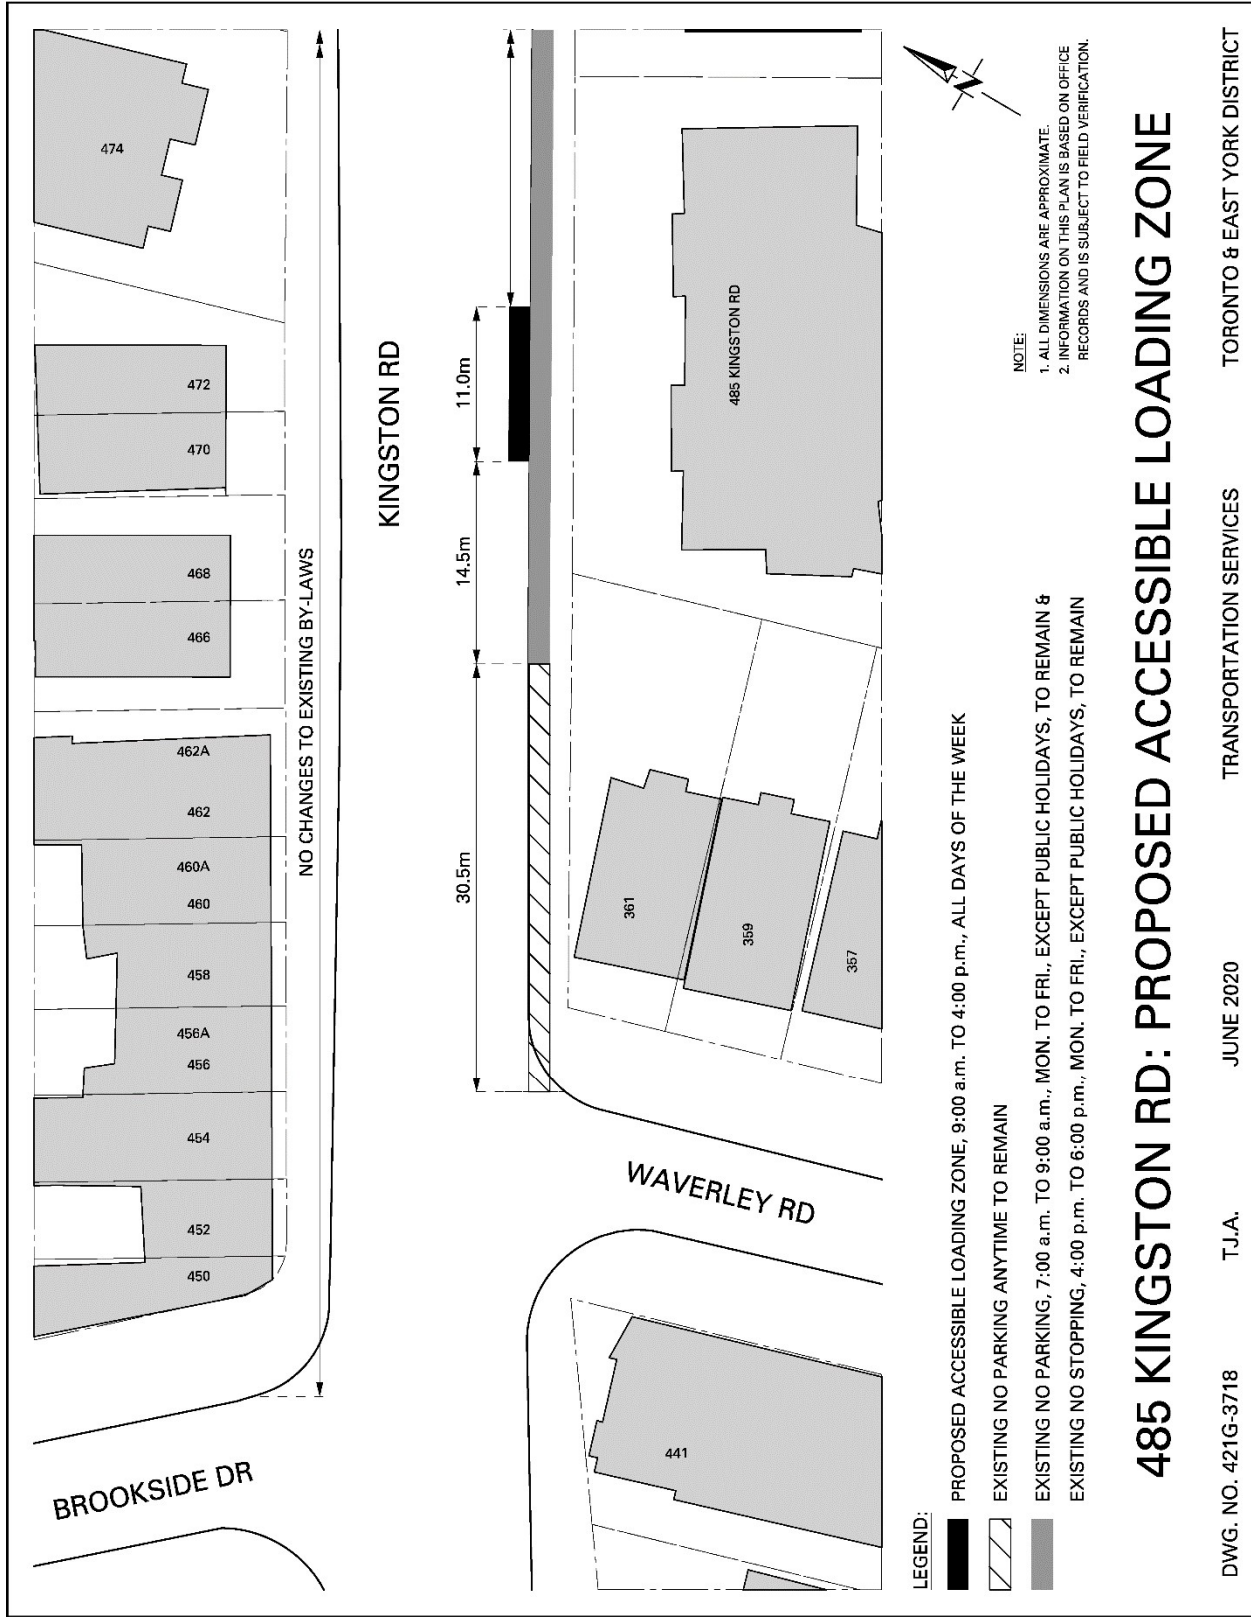 474
472
470
468
466
462A
462
460A
460
458
456A
456
454
452
450
NO CHANGES TO EXISTING BY-LAWS
BROOKSIDE DR
KINGSTON RD
11.0m
14.5m
30.5m
WAVERLEY RD
485 KINGSTON RD
361
359
357
441
N
NOTE:
1. ALL DIMENSIONS ARE APPROXIMATE.
2. INFORMATION ON THIS PLAN IS BASED ON OFFICE
RECORDS AND IS SUBJECT TO FIELD VERIFICATION.
LEGEND:
PROPOSED ACCESSIBLE LOADING ZONE, 9:00 a.m. TO 4:00 p.m., ALL DAYS OF THE WEEK
EXISTING NO PARKING ANYTIME TO REMAIN
EXISTING NO PARKING, 7:00 a.m. TO 9:00 a.m., MON. TO FRI., EXCEPT PUBLIC HOLIDAYS, TO REMAIN &
EXISTING NO STOPPING, 4:00 p.m. TO 6:00 p.m., MON. TO FRI., EXCEPT PUBLIC HOLIDAYS, TO REMAIN
485 KINGSTON RD: PROPOSED ACCESSIBLE LOADING ZONE
DWG. NO. 421G-3718 T.J.A. JUNE 2020 TRANSPORTATION SERVICES TORONTO & EAST YORK DISTRICT